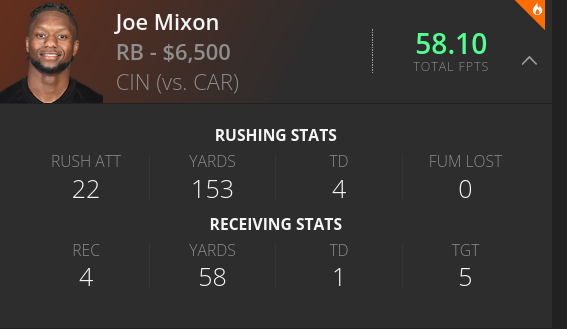 Joe Mixon
RB - $6,500
CIN (vs. CAR)
58.10
TOTAL FPTS
RUSHING STATS
RUSH ATT YARDS TD FUM LOST
22 153 4 0
RECEIVING STATS
REC YARDS TD TGT
4 58 1 5